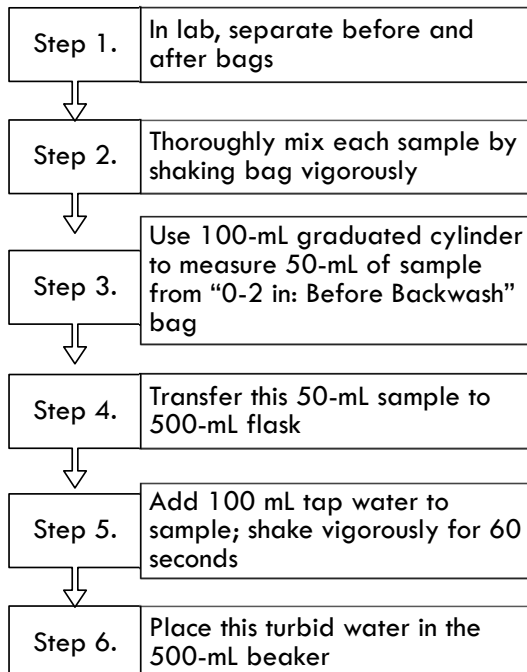 Step 1.
In lab, separate before and
after bags
Step 2.
Thoroughly mix each sample by
shaking bag vigorously
Step 3.
Use 100-mL graduated cylinder
to measure 50-mL of sample
from “0-2 in: Before Backwash”
bag
Step 4.
Transfer this 50-mL sample to
500-mL flask
Step 5.
Add 100 mL tap water to
sample; shake vigorously for 60
seconds
Step 6.
Place this turbid water in the
500-mL beaker